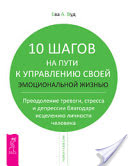 Ева А. Вуд
10 ШАГОВ
НА ПУТИ
К УПРАВЛЕНИЮ СВОЕЙ
ЭМОЦИОНАЛЬНОЙ ЖИЗНЬЮ
Преодоление тревоги, стресса
и депрессии благодаря
исцелению личности
человека